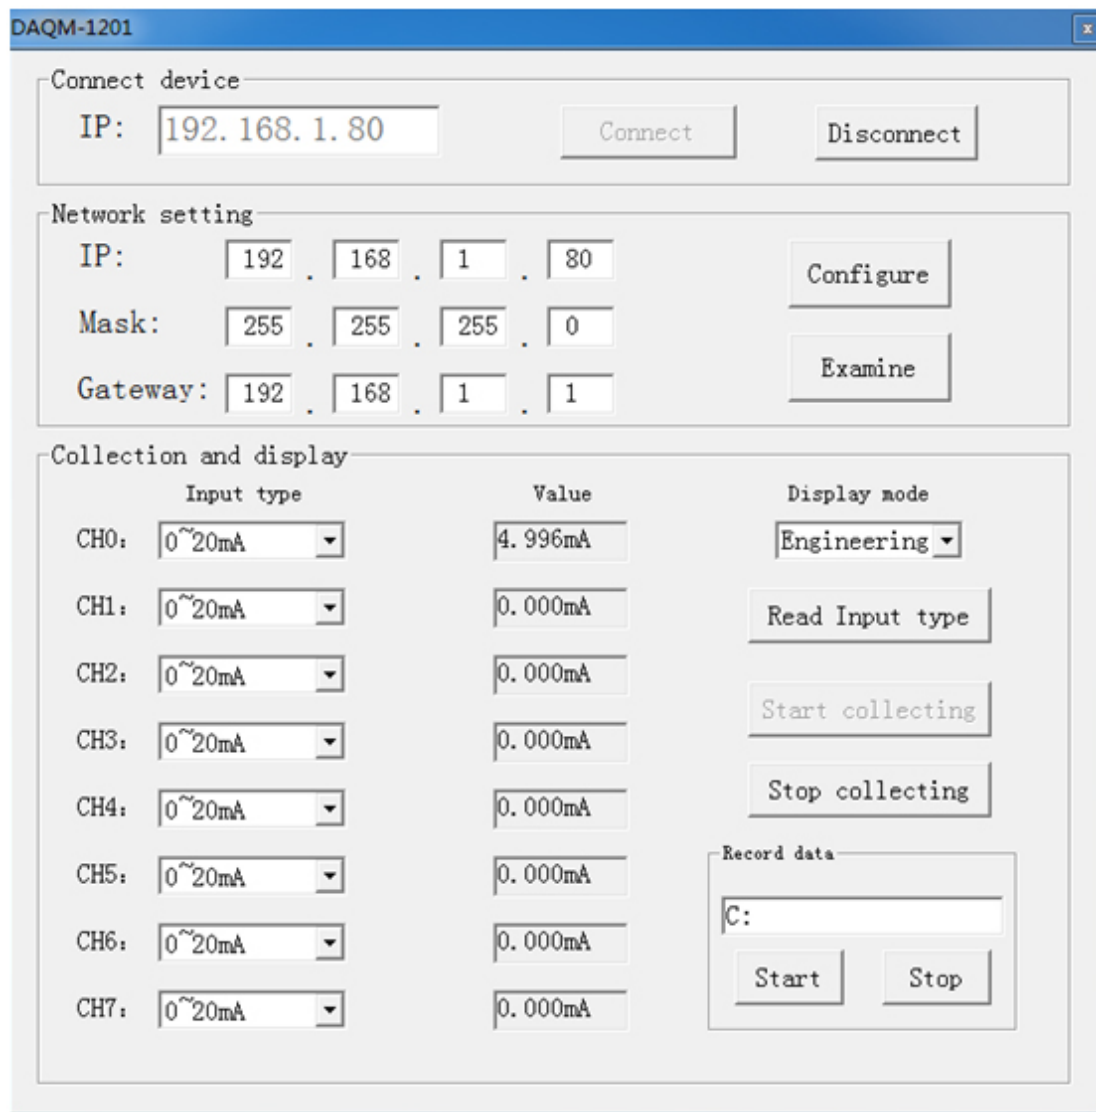 DAQM-1201 x
Connect device
IP: 192.168.1.80 Connect Disconnect
Network setting
IP: 192 . 168 . 1 . 80 Configure
Mask: 255 . 255 . 255 . 0
Examine
Gateway: 192 . 168 . 1 . 1
Collection and display
Input type Value Display mode
CH0: 0~20mA 4.996mA Engineering
CH1: 0~20mA 0.000mA Read Input type
CH2: 0~20mA 0.000mA
Start collecting
CH3: 0~20mA 0.000mA
Stop collecting
CH4: 0~20mA 0.000mA
Record data
CH5: 0~20mA 0.000mA
C:
CH6: 0~20mA 0.000mA
Start Stop
CH7: 0~20mA 0.000mA